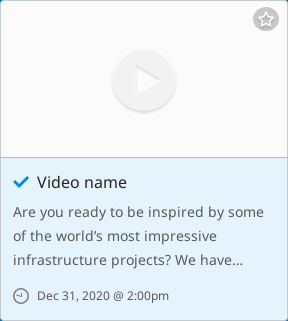 Video name
Are you ready to be inspired by some
of the world’s most impressive
infrastructure projects? We have...
Dec 31, 2020 @ 2:00pm